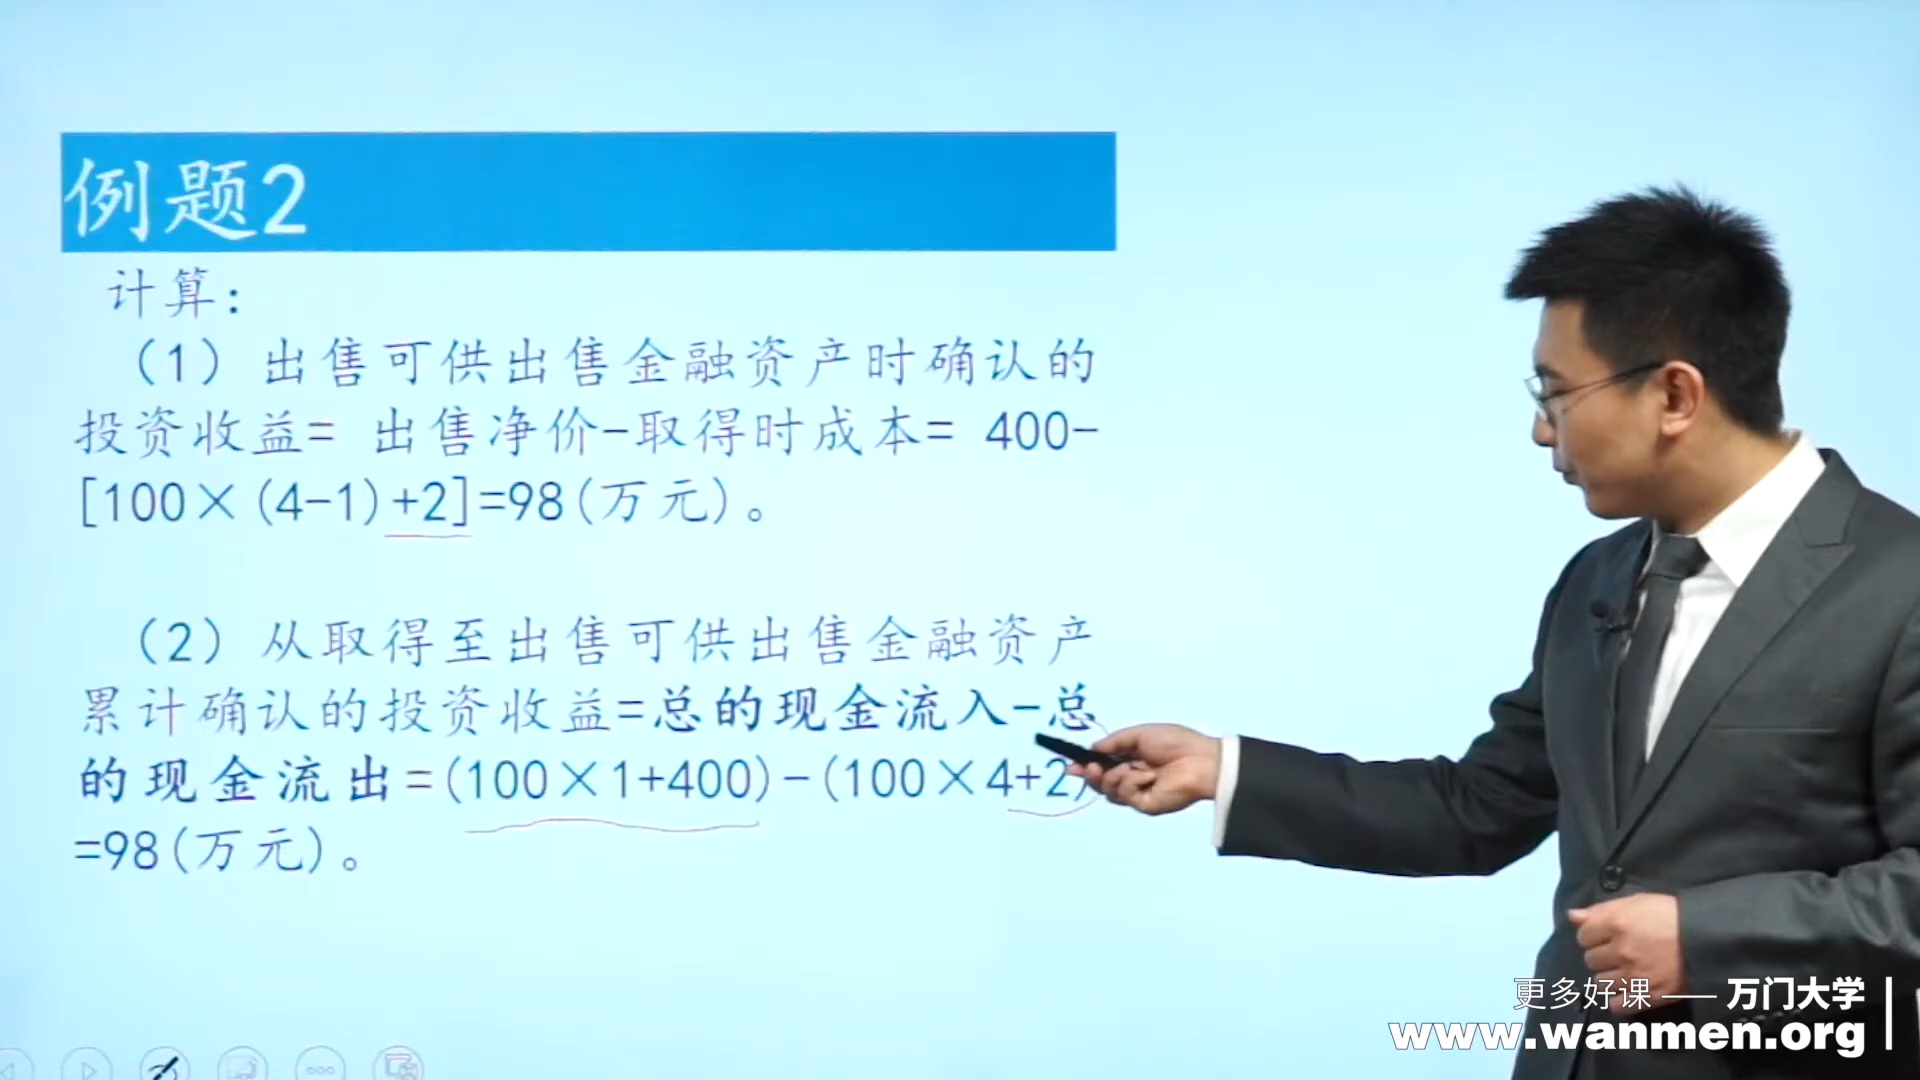 例题2
计算：
（1）出售可供出售金融资产时确认的
投资收益= 出售净价-取得时成本= 400-
[100×(4-1)+2]=98(万元)。
（2）从取得至出售可供出售金融资产
累计确认的投资收益=总的现金流入-总
的现金流出=(100×1+400)-(100×4+2)
=98(万元)。
更多好课 —— 万门大学
www.wanmen.org